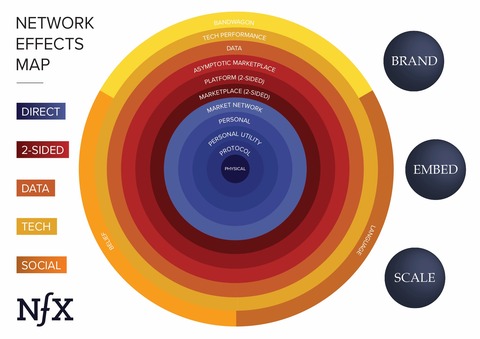 NETWORK
EFFECTS
MAP
DIRECT
2-SIDED
DATA
TECH
SOCIAL
NfX
BANDWAGON
TECH PERFORMANCE
DATA
ASYMPTOTIC MARKETPLACE
PLATFORM (2-SIDED)
MARKETPLACE (2-SIDED)
MARKET NETWORK
PERSONAL
PERSONAL UTILITY
PROTOCOL
PHYSICAL
BELIEF
LANGUAGE
BRAND
EMBED
SCALE